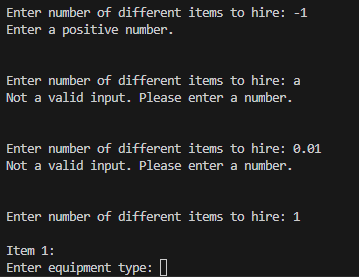 Enter number of different items to hire: -1
Enter a positive number.
Enter number of different items to hire: a
Not a valid input. Please enter a number.
Enter number of different items to hire: 0.01
Not a valid input. Please enter a number.
Enter number of different items to hire: 1
Item 1:
Enter equipment type: